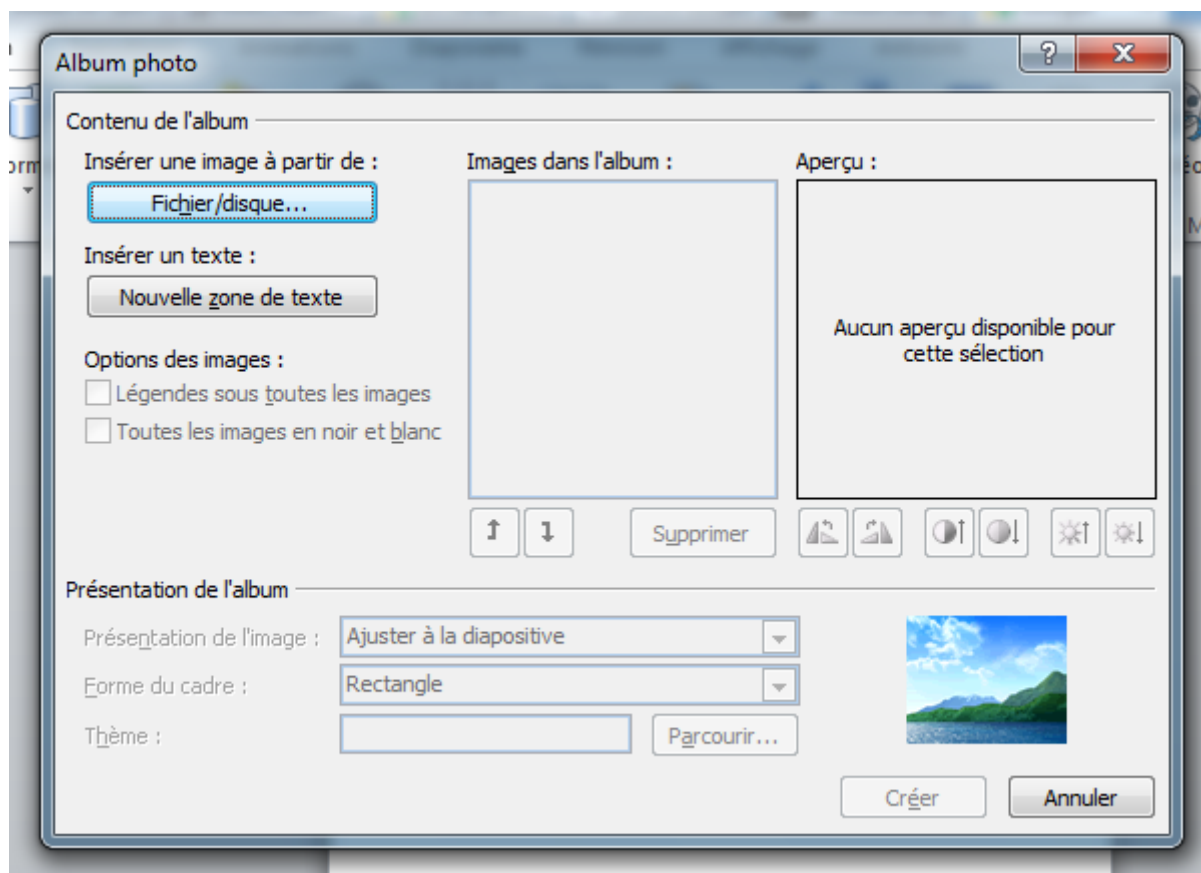 Album photo
Contenu de l'album
Insérer une image à partir de :
Fichier/disque...
Insérer un texte :
Nouvelle zone de texte
Options des images :
Légendes sous toutes les images
Toutes les images en noir et blanc
Images dans l'album :
Supprimer
Aperçu :
Aucun aperçu disponible pour
cette sélection
Présentation de l'album
Présentation de l'image : Ajuster à la diapositive
Forme du cadre : Rectangle
Thème : Parcourir...
Créer Annuler